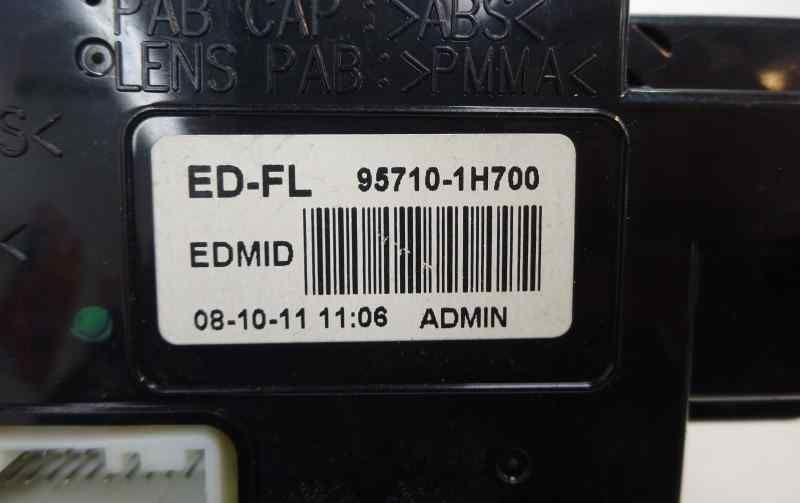 PAB CAP :>ABS<
LENS PAB :>PMMA<
S<
<
ED-FL 95710-1H700
EDMID
08-10-11 11:06 ADMIN